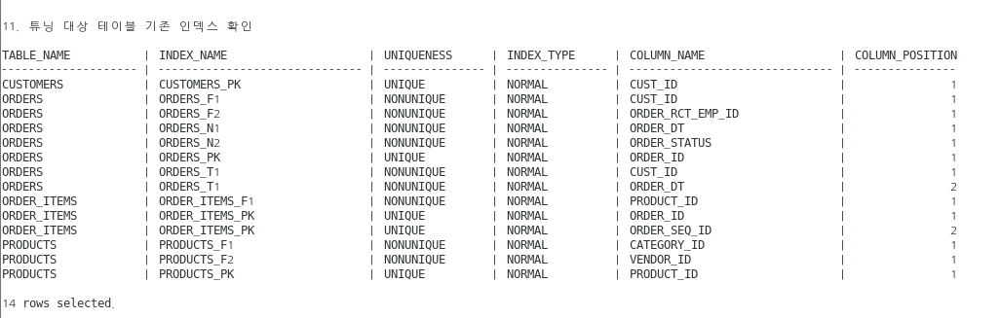 11. 튜닝 대상 테이블 기존 인덱스 확인
TABLE_NAME | INDEX_NAME | UNIQUENESS | INDEX_TYPE | COLUMN_NAME | COLUMN_POSITION
-------------------- | ------------------------------ | --------------- | --------------- | ------------------------------ | ---------------
CUSTOMERS | CUSTOMERS_PK | UNIQUE | NORMAL | CUST_ID | 1
ORDERS | ORDERS_F1 | NONUNIQUE | NORMAL | CUST_ID | 1
ORDERS | ORDERS_F2 | NONUNIQUE | NORMAL | ORDER_RCT_EMP_ID | 1
ORDERS | ORDERS_N1 | NONUNIQUE | NORMAL | ORDER_DT | 1
ORDERS | ORDERS_N2 | NONUNIQUE | NORMAL | ORDER_STATUS | 1
ORDERS | ORDERS_PK | UNIQUE | NORMAL | ORDER_ID | 1
ORDERS | ORDERS_T1 | NONUNIQUE | NORMAL | CUST_ID | 1
ORDERS | ORDERS_T1 | NONUNIQUE | NORMAL | ORDER_DT | 2
ORDER_ITEMS | ORDER_ITEMS_F1 | NONUNIQUE | NORMAL | PRODUCT_ID | 1
ORDER_ITEMS | ORDER_ITEMS_PK | UNIQUE | NORMAL | ORDER_ID | 1
ORDER_ITEMS | ORDER_ITEMS_PK | UNIQUE | NORMAL | ORDER_SEQ_ID | 2
PRODUCTS | PRODUCTS_F1 | NONUNIQUE | NORMAL | CATEGORY_ID | 1
PRODUCTS | PRODUCTS_F2 | NONUNIQUE | NORMAL | VENDOR_ID | 1
PRODUCTS | PRODUCTS_PK | UNIQUE | NORMAL | PRODUCT_ID | 1
14 rows selected.